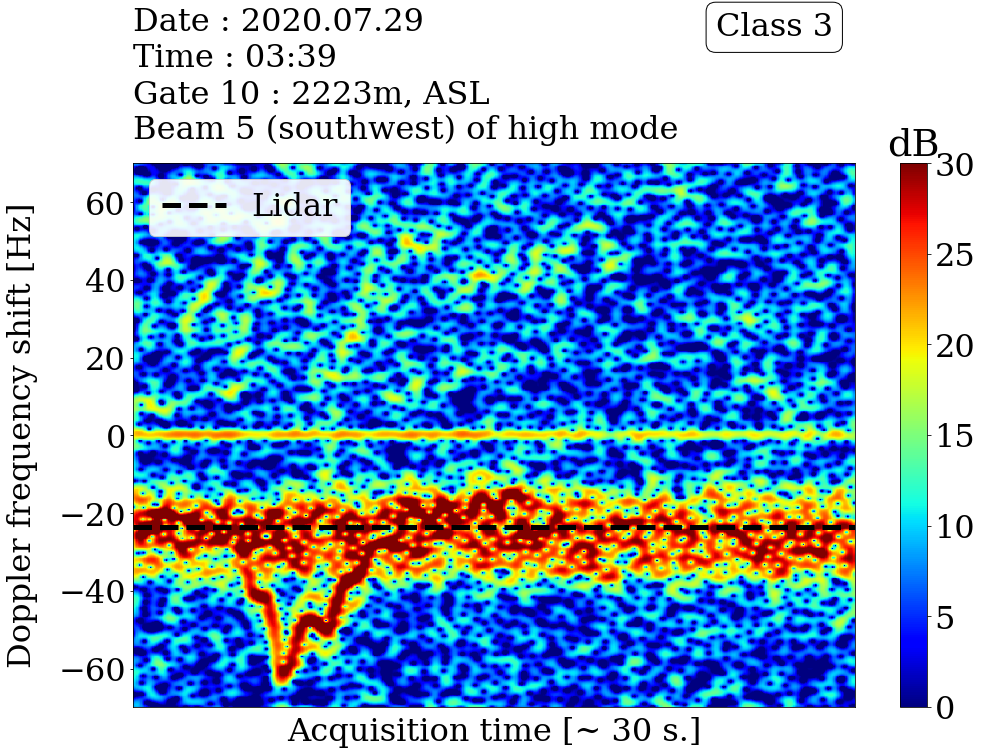 Date : 2020.07.29
Time : 03:39
Gate 10 : 2223m, ASL
Beam 5 (southwest) of high mode
Class 3
dB
Lidar
Doppler frequency shift [Hz]
60
40
20
0
−20
−40
−60
30
25
20
15
10
5
0
Acquisition time [~ 30 s.]